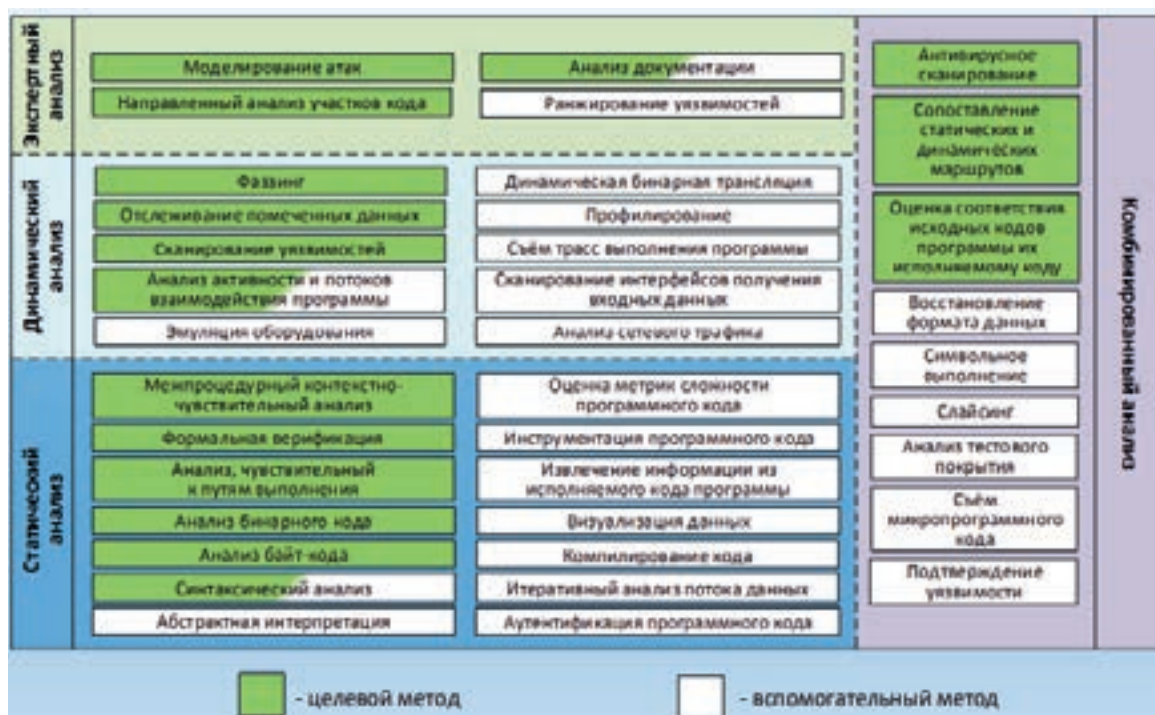 Экспертный
анализ
Моделирование атак
Анализ документации
Направленный анализ участков кода
Ранжирование уязвимостей
Динамический
анализ
Фаззинг
Динамическая бинарная трансляция
Отслеживание помеченных данных
Профилирование
Сканирование уязвимостей
Съём трасс выполнения программы
Анализ активности и потоков
взаимодействия программы
Сканирование интерфейсов получения
входных данных
Эмуляция оборудования
Анализ сетевого трафика
Статический
анализ
Межпроцедурный контекстно-
чувствительный анализ
Оценка метрик сложности
программного кода
Формальная верификация
Инструментация программного кода
Анализ, чувствительный
к путям выполнения
Извлечение информации из
исполняемого кода программы
Анализ бинарного кода
Визуализация данных
Анализ байт-кода
Компилирование кода
Синтаксический анализ
Итеративный анализ потока данных
Абстрактная интерпретация
Аутентификация программного кода
Антивирусное
сканирование
Сопоставление
статических и
динамических
маршрутов
Оценка соответствия
исходных кодов
программы их
исполняемому коду
Восстановление
формата данных
Символьное
выполнение
Слайсинг
Анализ тестового
покрытия
Съём
микропрограммного
кода
Подтверждение
уязвимости
Комбинированный анализ
- целевой метод
- вспомогательный метод